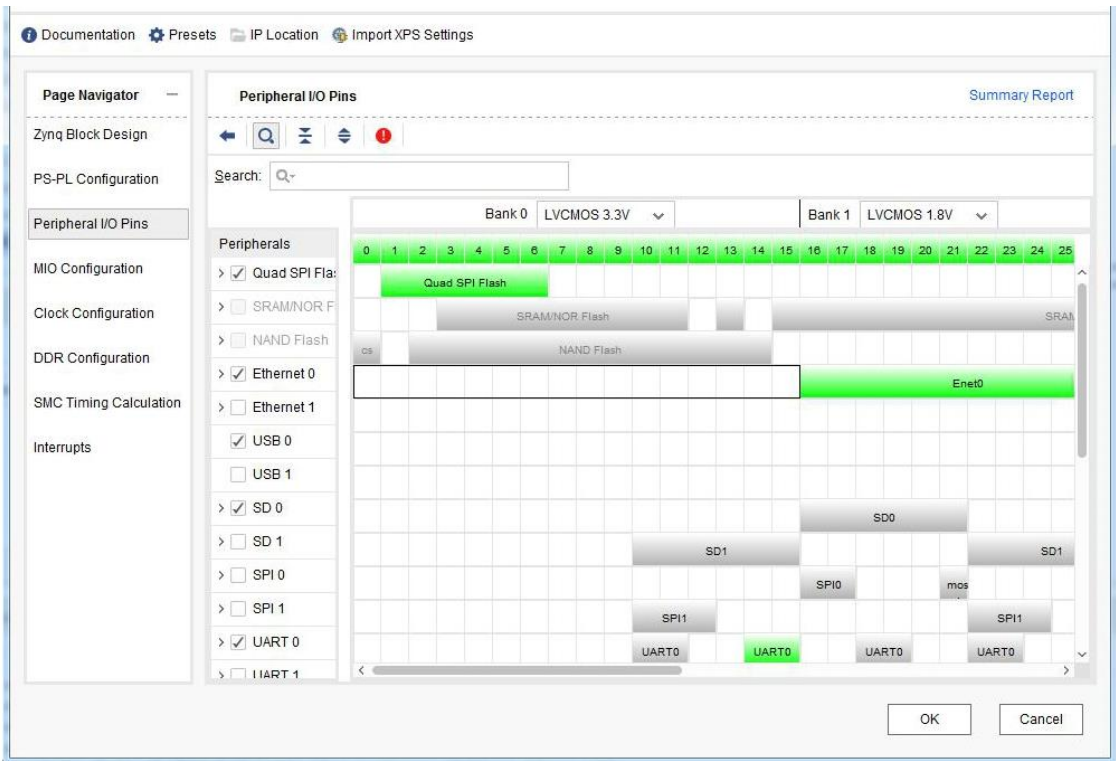 Documentation Presets IP Location Import XPS Settings
Page Navigator
Zynq Block Design
PS-PL Configuration
Peripheral I/O Pins
MIO Configuration
Clock Configuration
DDR Configuration
SMC Timing Calculation
Interrupts
Peripheral I/O Pins Summary Report
Search:
Bank 0 LVCMOS 3.3V Bank 1 LVCMOS 1.8V
Peripherals 0 1 2 3 4 5 6 7 8 9 10 11 12 13 14 15 16 17 18 19 20 21 22 23 24 25
Quad SPI Flas Quad SPI Flash
SRAM/NOR F SRAM/NOR Flash SRAM
NAND Flash cs NAND Flash
Ethernet 0 Enet0
Ethernet 1
USB 0
USB 1
SD 0 SD0
SD 1 SD1 SD1
SPI 0 SPI0 mos
SPI 1 SPI1 SPI1
UART 0 UART0 UART0 UART0 UART0
UART 1
OK Cancel